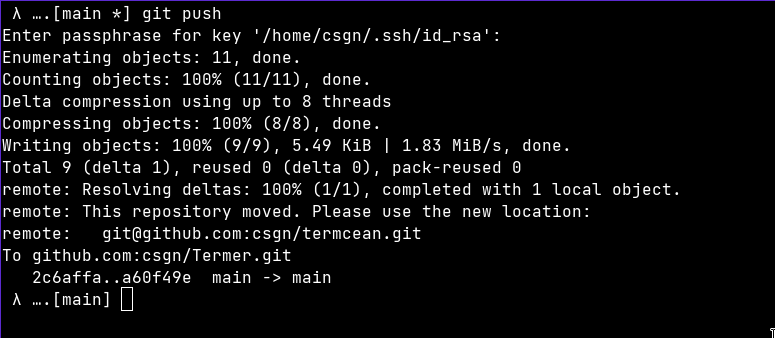 λ ….[main *] git push
Enter passphrase for key '/home/csgn/.ssh/id_rsa':
Enumerating objects: 11, done.
Counting objects: 100% (11/11), done.
Delta compression using up to 8 threads
Compressing objects: 100% (8/8), done.
Writing objects: 100% (9/9), 5.49 KiB | 1.83 MiB/s, done.
Total 9 (delta 1), reused 0 (delta 0), pack-reused 0
remote: Resolving deltas: 100% (1/1), completed with 1 local object.
remote: This repository moved. Please use the new location:
remote:   git@github.com:csgn/termcean.git
To github.com:csgn/Termer.git
   2c6affa..a60f49e  main -> main
λ ….[main]